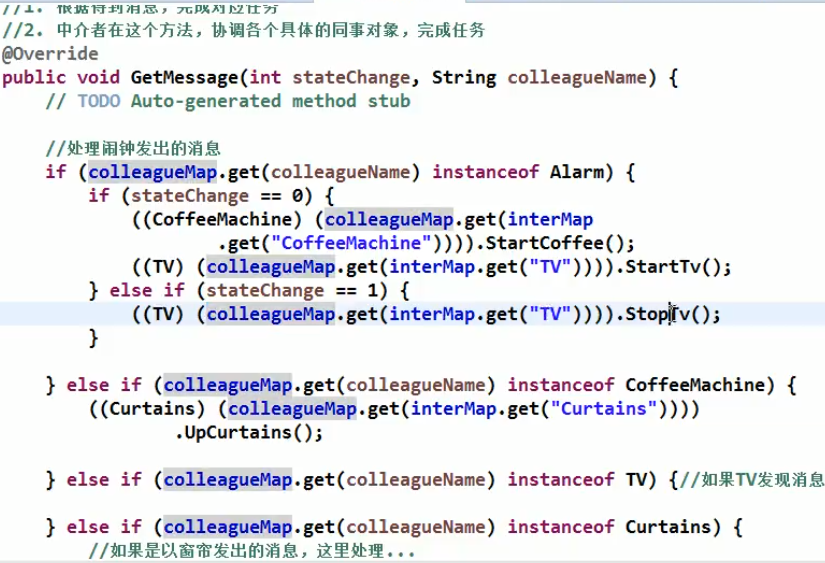 //1. 根据得到消息，完成对应任务
//2. 中介者在这个方法，协调各个具体的同事对象，完成任务
@Override
public void GetMessage(int stateChange, String colleagueName) {
    // TODO Auto-generated method stub

    //处理闹钟发出的消息
    if (colleagueMap.get(colleagueName) instanceof Alarm) {
        if (stateChange == 0) {
            ((CoffeeMachine) (colleagueMap.get(interMap
                    .get("CoffeeMachine")))).StartCoffee();
            ((TV) (colleagueMap.get(interMap.get("TV")))).StartTv();
        } else if (stateChange == 1) {
            ((TV) (colleagueMap.get(interMap.get("TV")))).StopTv();
        }

    } else if (colleagueMap.get(colleagueName) instanceof CoffeeMachine) {
        ((Curtains) (colleagueMap.get(interMap.get("Curtains"))))
                .UpCurtains();

    } else if (colleagueMap.get(colleagueName) instanceof TV) {//如果TV发现消息

    } else if (colleagueMap.get(colleagueName) instanceof Curtains) {
        //如果是以窗帘发出的消息，这里处理...